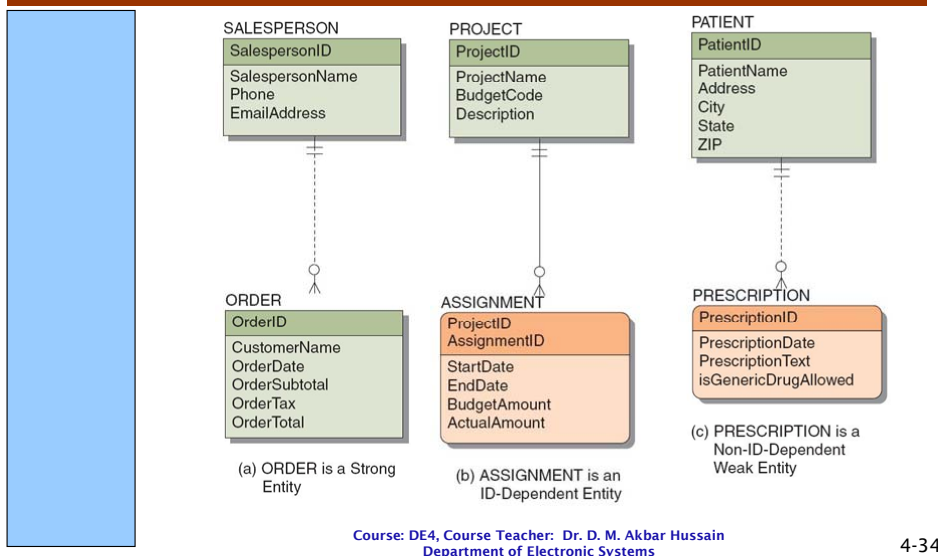 SALESPERSON
SalespersonID
SalespersonName
Phone
EmailAddress
ORDER
OrderID
CustomerName
OrderDate
OrderSubtotal
OrderTax
OrderTotal
(a) ORDER is a Strong
Entity
PROJECT
ProjectID
ProjectName
BudgetCode
Description
ASSIGNMENT
ProjectID
AssignmentID
StartDate
EndDate
BudgetAmount
ActualAmount
(b) ASSIGNMENT is an
ID-Dependent Entity
PATIENT
PatientID
PatientName
Address
City
State
ZIP
PRESCRIPTION
PrescriptionID
PrescriptionDate
PrescriptionText
isGenericDrugAllowed
(c) PRESCRIPTION is a
Non-ID-Dependent
Weak Entity
Course: DE4, Course Teacher: Dr. D. M. Akbar Hussain
Department of Electronic Systems
4-34